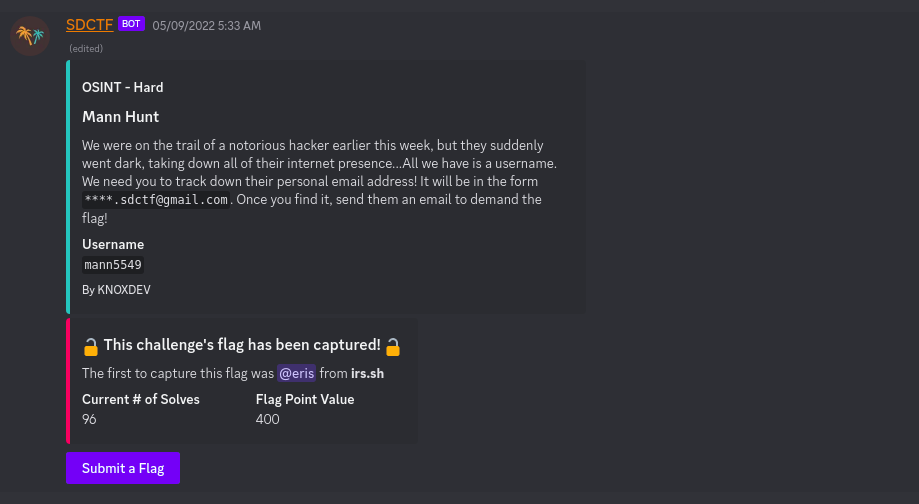 SDCTF BOT 05/09/2022 5:33 AM
(edited)
OSINT - Hard
Mann Hunt
We were on the trail of a notorious hacker earlier this week, but they suddenly
went dark, taking down all of their internet presence...All we have is a username.
We need you to track down their personal email address! It will be in the form
****.sdctf@gmail.com. Once you find it, send them an email to demand the
flag!
Username
mann5549
By KNOXDEV
🔓 This challenge's flag has been captured! 🔓
The first to capture this flag was @eris from irs.sh
Current # of Solves Flag Point Value
96 400
Submit a Flag